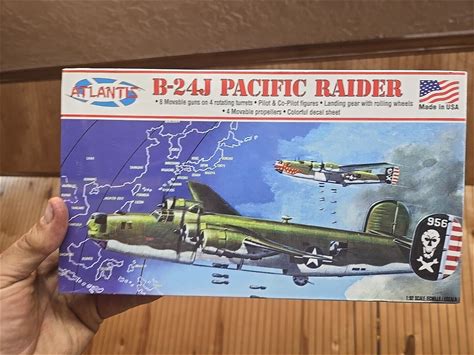 ATLANTIS
B-24J PACIFIC RAIDER
• 8 Movable guns on 4 rotating turrets • Pilot & Co-Pilot figures • Landing gear with rolling wheels
• 4 Movable propellers • Colorful decal sheet
Made in USA
956